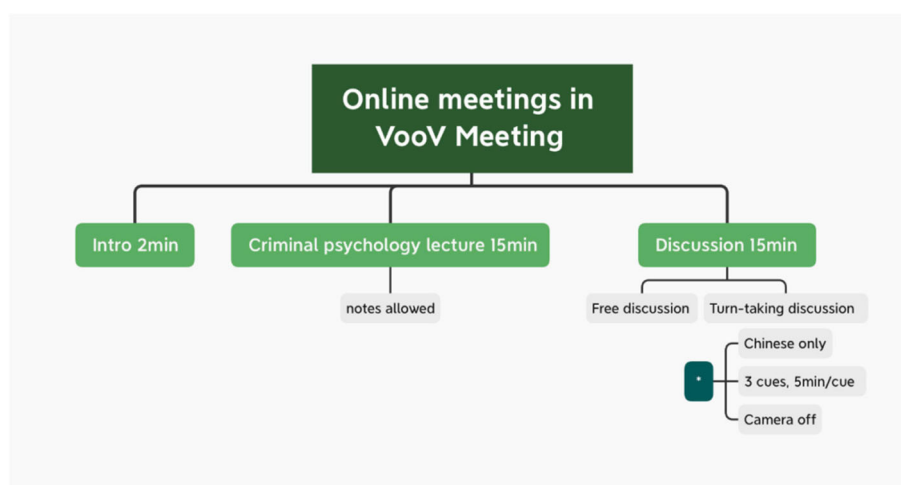 Online meetings in
VooV Meeting
Intro 2min
Criminal psychology lecture 15min
Discussion 15min
notes allowed
Free discussion
Turn-taking discussion
Chinese only
*
3 cues, 5min/cue
Camera off